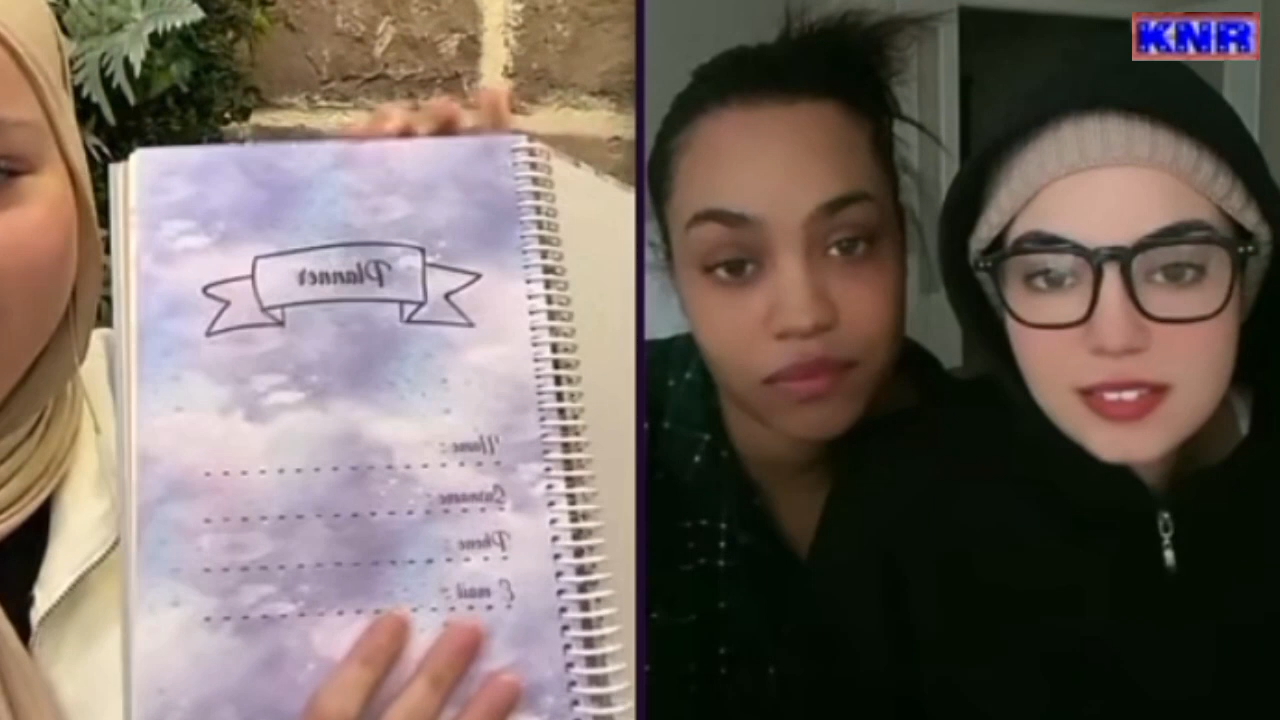 KNR
Planner
Name :
Surname :
Phone :
E-mail :